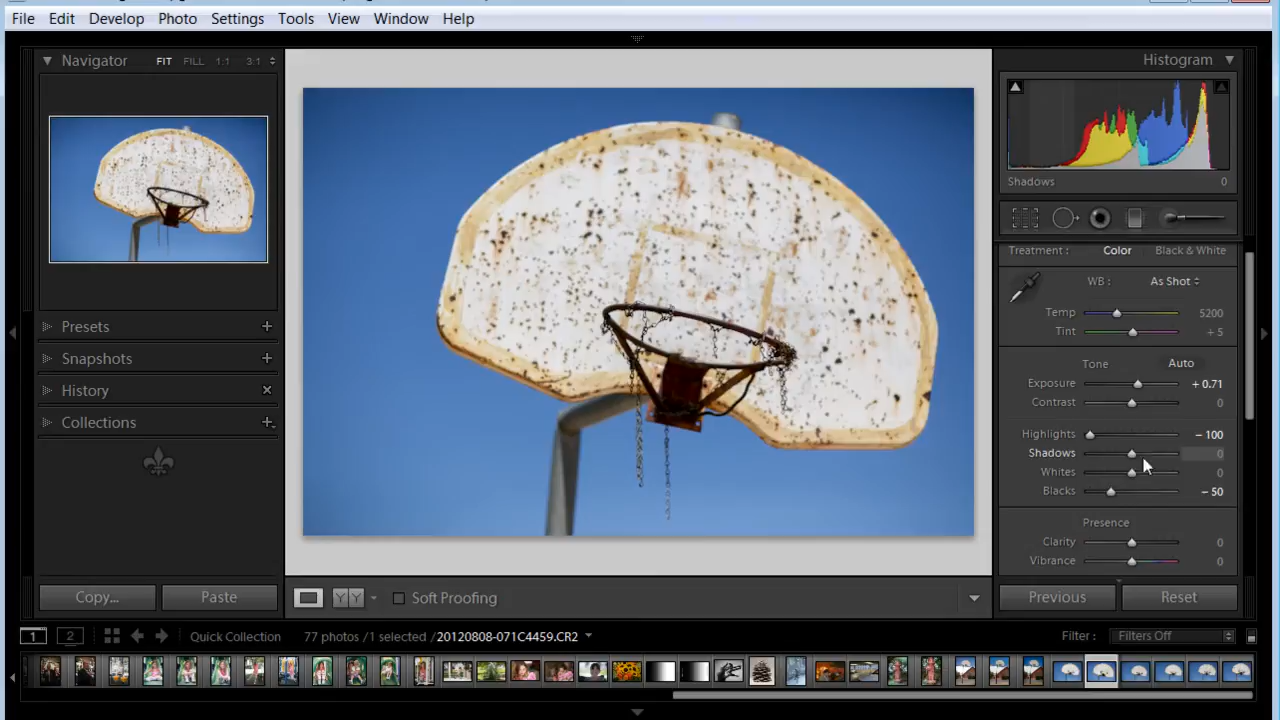 File Edit Develop Photo Settings Tools View Window Help
Navigator FIT FILL 1:1 3:1
Histogram
Shadows 0
Treatment : Color Black & White
WB : As Shot
Temp 5200
Tint + 5
Presets
Snapshots
History
Collections
Tone Auto
Exposure + 0.71
Contrast 0
Highlights – 100
Shadows 0
Whites 0
Blacks – 50
Presence
Clarity 0
Vibrance 0
Copy... Paste
Y Y Soft Proofing
Previous Reset
1 2 Quick Collection 77 photos /1 selected /20120808-071C4459.CR2 Filter : Filters Off